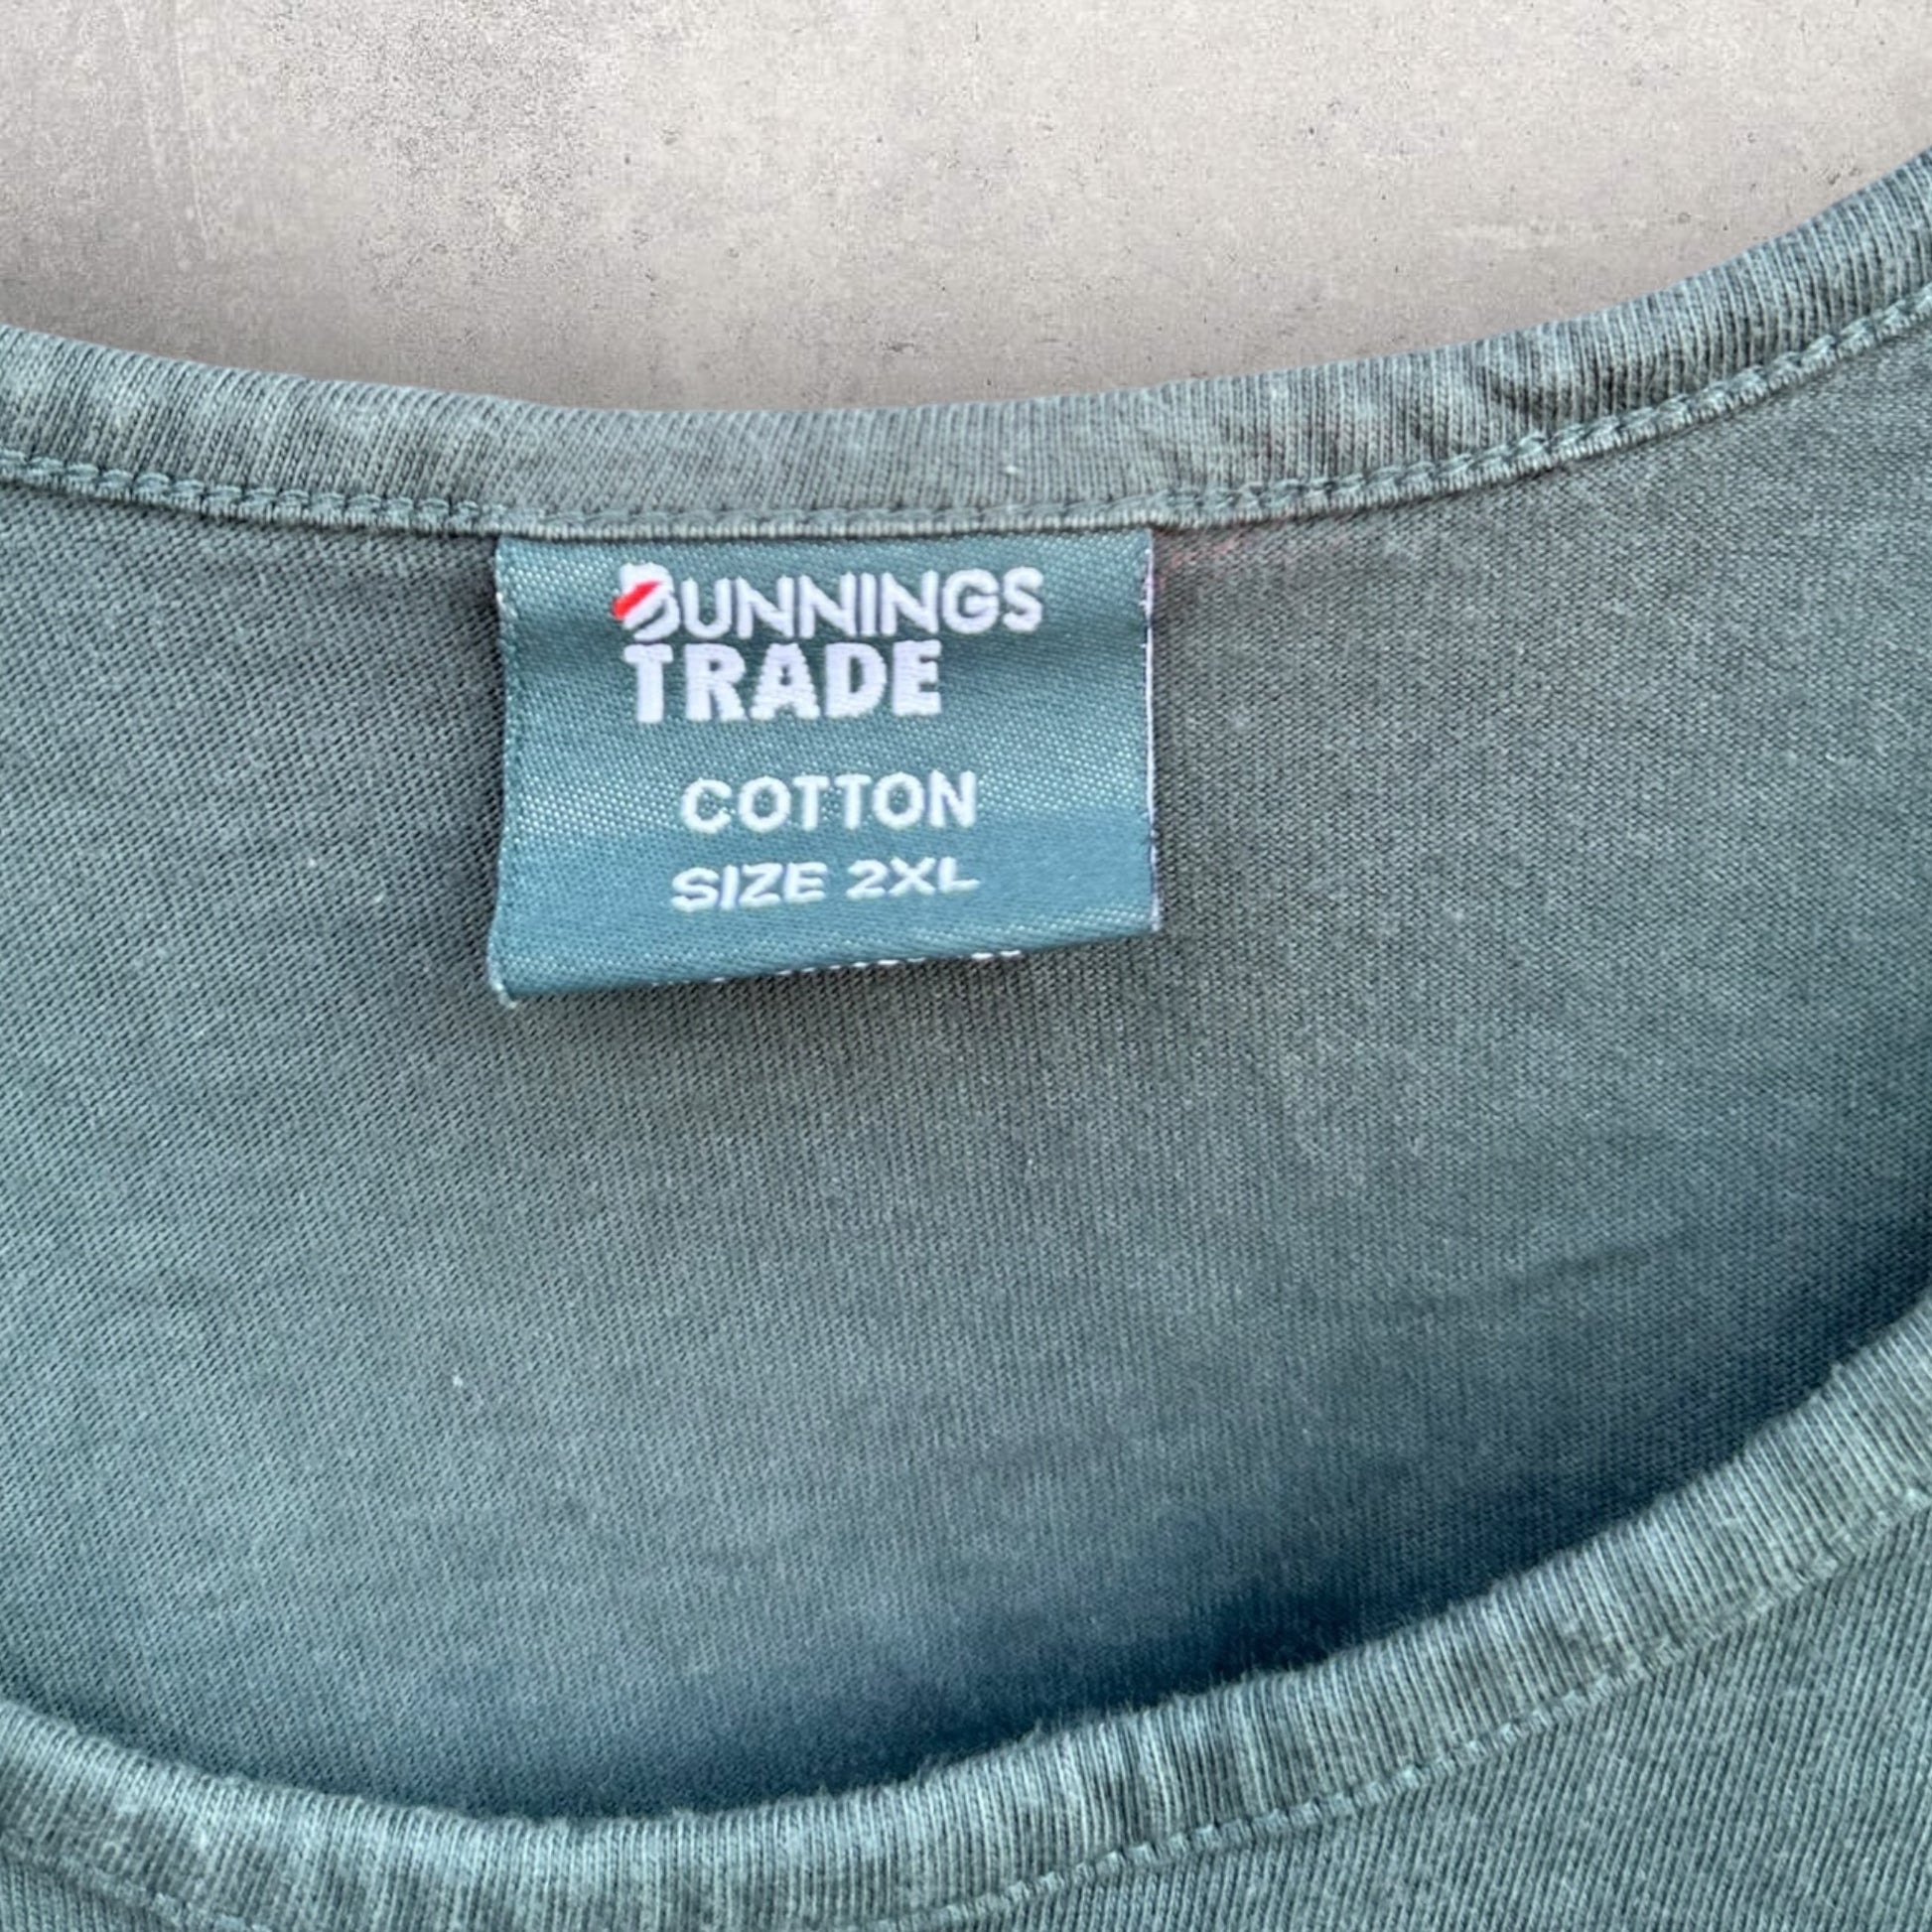 BUNNINGS
TRADE
COTTON
SIZE 2XL